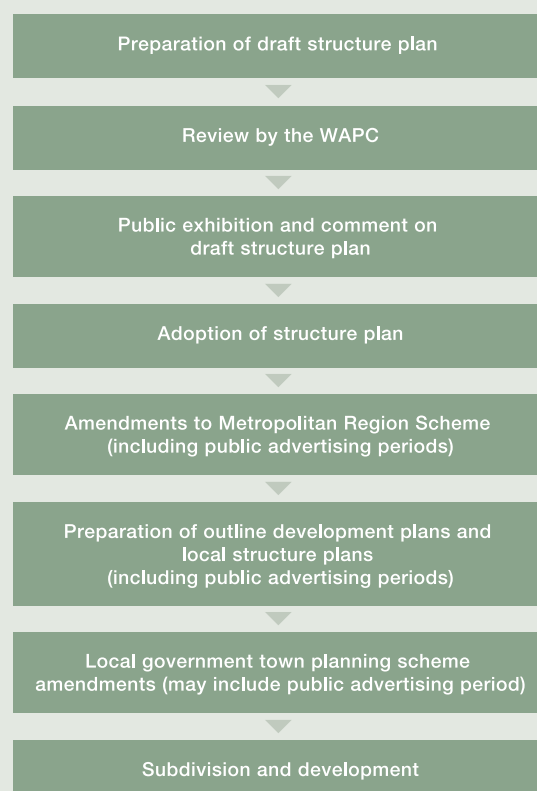 Preparation of draft structure plan
Review by the WAPC
Public exhibition and comment on
draft structure plan
Adoption of structure plan
Amendments to Metropolitan Region Scheme
(including public advertising periods)
Preparation of outline development plans and
local structure plans
(including public advertising periods)
Local government town planning scheme
amendments (may include public advertising period)
Subdivision and development